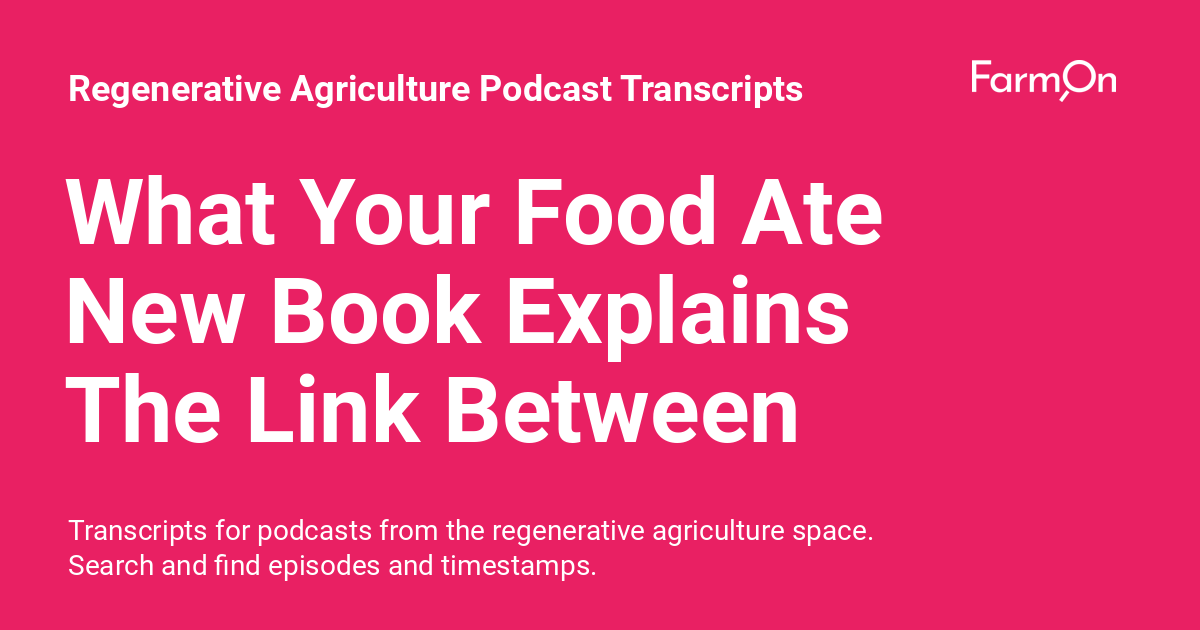 Regenerative Agriculture Podcast Transcripts
FarmOn
What Your Food Ate
New Book Explains
The Link Between
Transcripts for podcasts from the regenerative agriculture space.
Search and find episodes and timestamps.